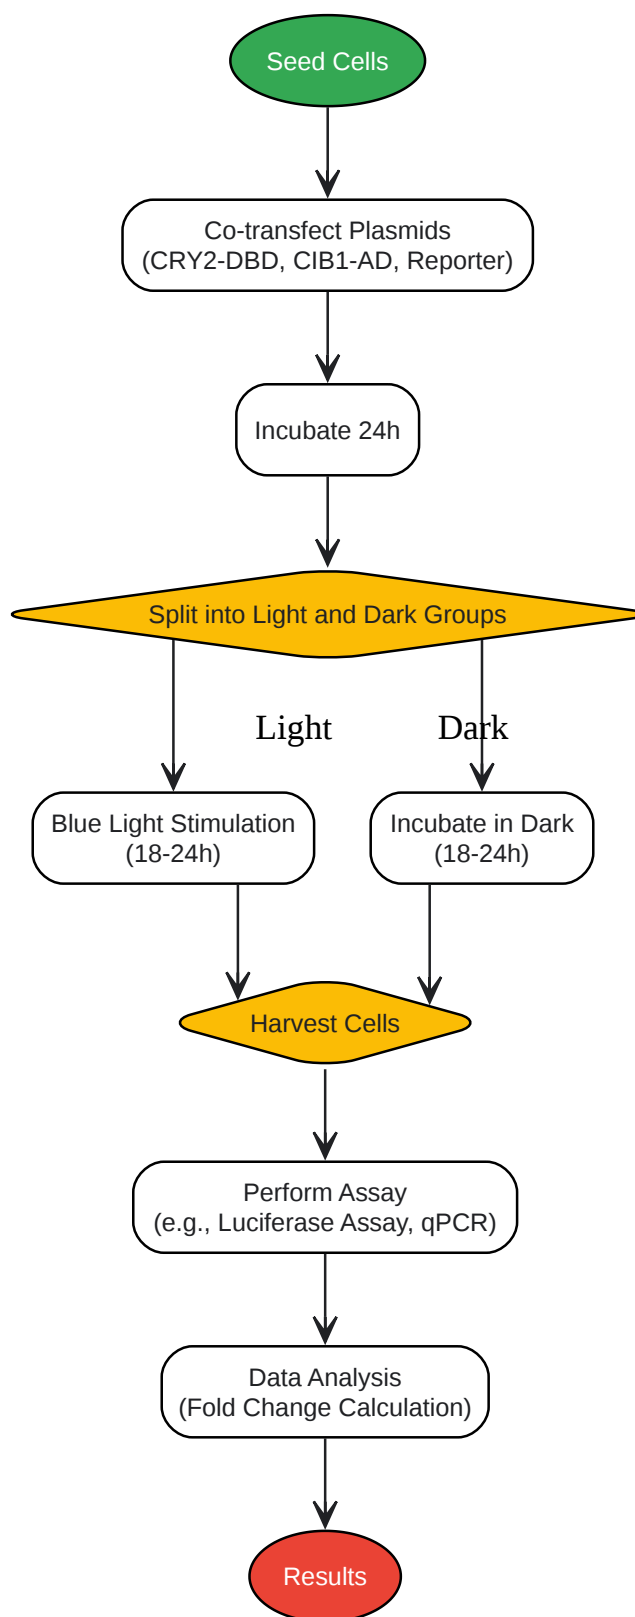 Seed Cells
Co-transfect Plasmids
(CRY2-DBD, CIB1-AD, Reporter)
Incubate 24h
Split into Light and Dark Groups
Light
Dark
Blue Light Stimulation
(18-24h)
Incubate in Dark
(18-24h)
Harvest Cells
Perform Assay
(e.g., Luciferase Assay, qPCR)
Data Analysis
(Fold Change Calculation)
Results